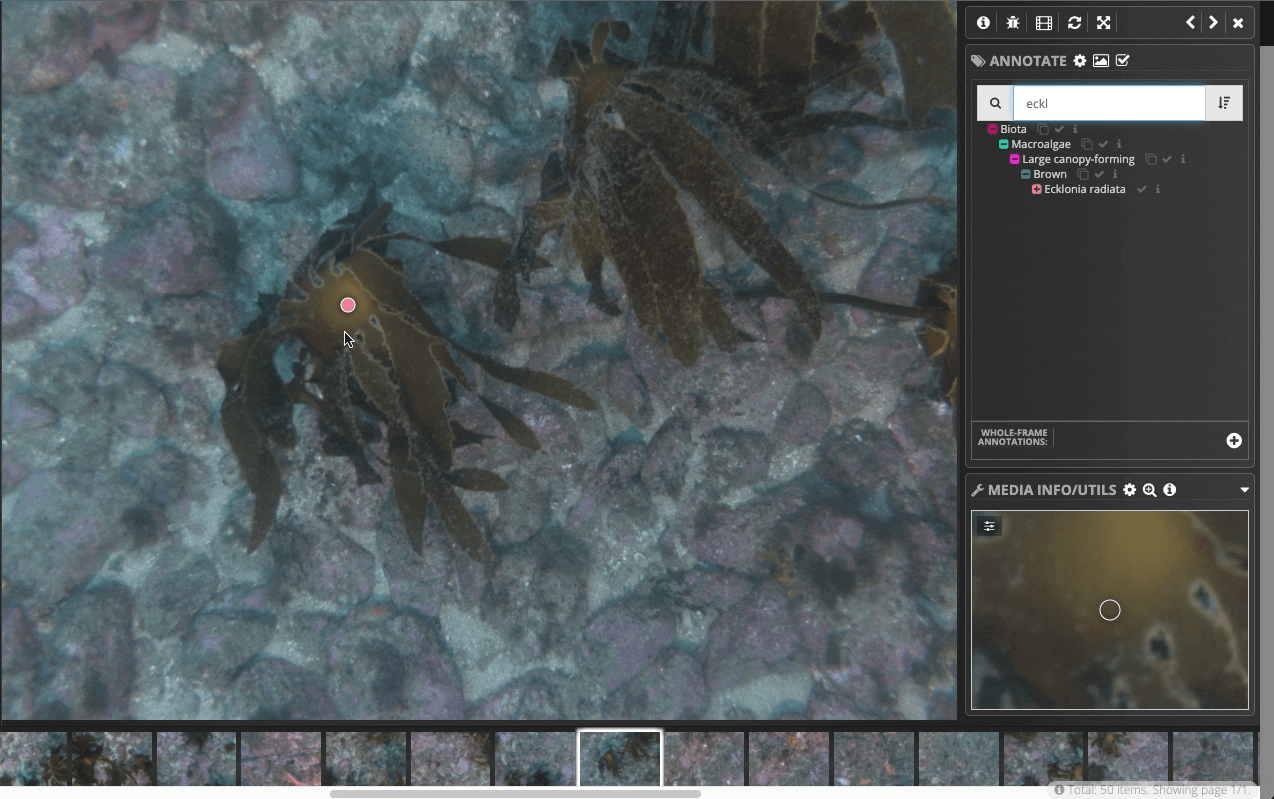 ANNOTATE
eckl
Biota
Macroalgae
Large canopy-forming
Brown
Ecklonia radiata
WHOLE-FRAME
ANNOTATIONS:
MEDIA INFO/UTILS
Total: 50 items. Showing page 1/1.